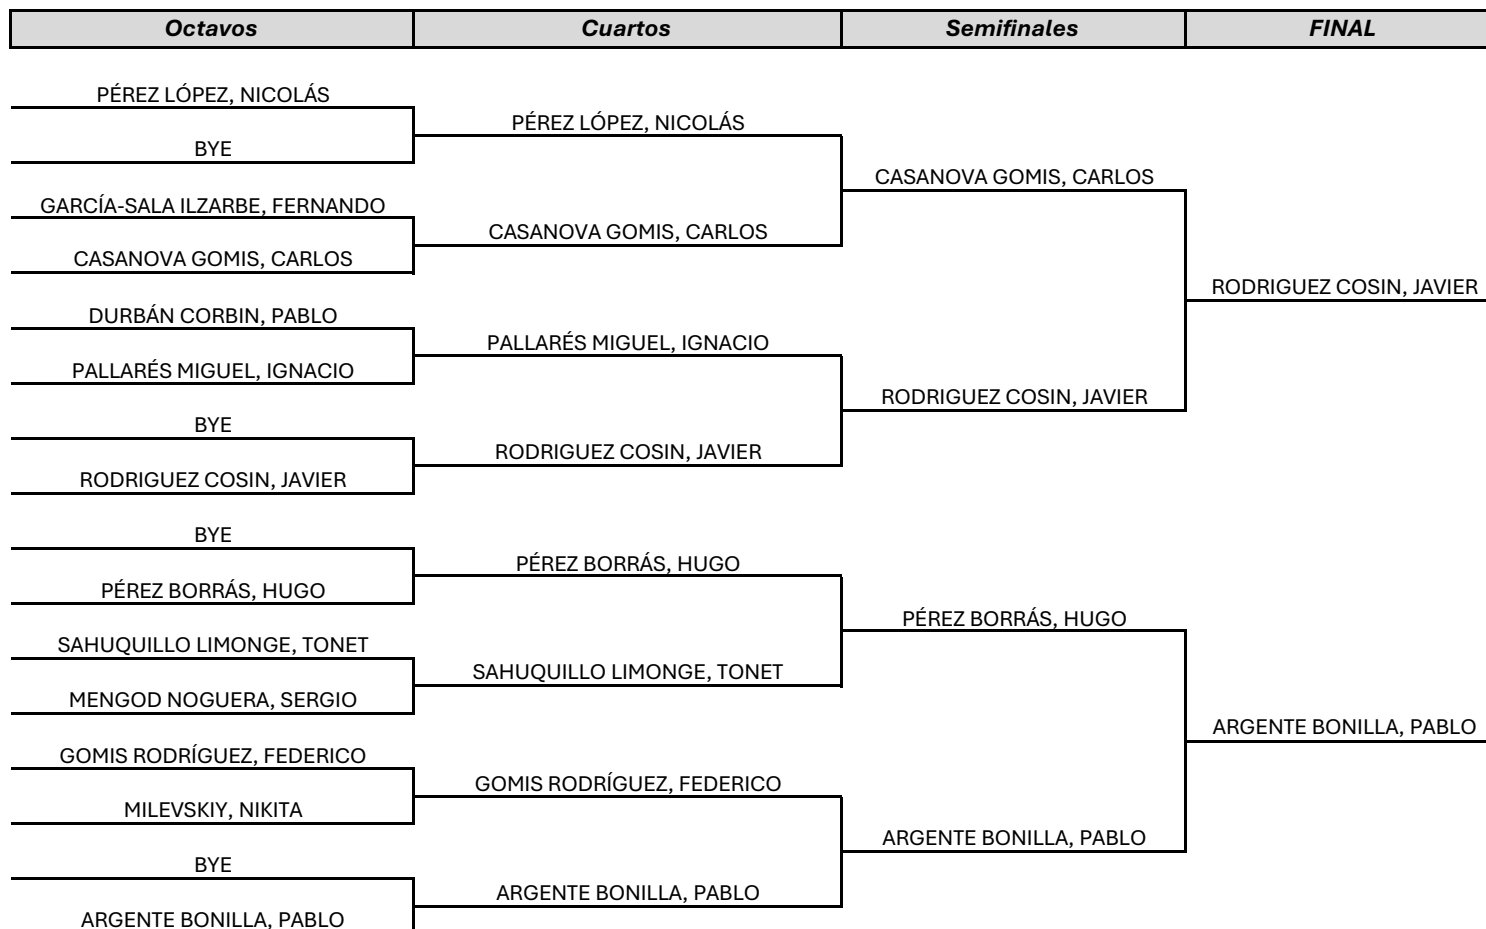 Octavos Cuartos Semifinales FINAL
PÉREZ LÓPEZ, NICOLÁS
BYE
GARCÍA-SALA ILZARBE, FERNANDO
CASANOVA GOMIS, CARLOS
DURBÁN CORBIN, PABLO
PALLARÉS MIGUEL, IGNACIO
BYE
RODRIGUEZ COSIN, JAVIER
BYE
PÉREZ BORRÁS, HUGO
SAHUQUILLO LIMONGE, TONET
MENGOD NOGUERA, SERGIO
GOMIS RODRÍGUEZ, FEDERICO
MILEVSKIY, NIKITA
BYE
ARGENTE BONILLA, PABLO
PÉREZ LÓPEZ, NICOLÁS
CASANOVA GOMIS, CARLOS
PALLARÉS MIGUEL, IGNACIO
RODRIGUEZ COSIN, JAVIER
PÉREZ BORRÁS, HUGO
SAHUQUILLO LIMONGE, TONET
GOMIS RODRÍGUEZ, FEDERICO
ARGENTE BONILLA, PABLO
CASANOVA GOMIS, CARLOS
RODRIGUEZ COSIN, JAVIER
PÉREZ BORRÁS, HUGO
ARGENTE BONILLA, PABLO
RODRIGUEZ COSIN, JAVIER
ARGENTE BONILLA, PABLO